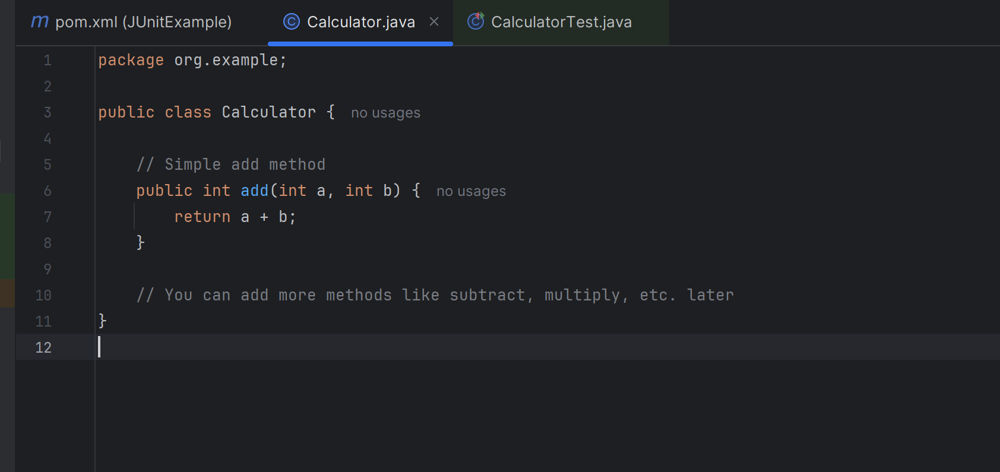 m pom.xml (JUnitExample) © Calculator.java × © CalculatorTest.java
1 package org.example;
2
3 public class Calculator { no usages
4
5 // Simple add method
6 public int add(int a, int b) { no usages
7 return a + b;
8 }
9
10 // You can add more methods like subtract, multiply, etc. later
11 }
12